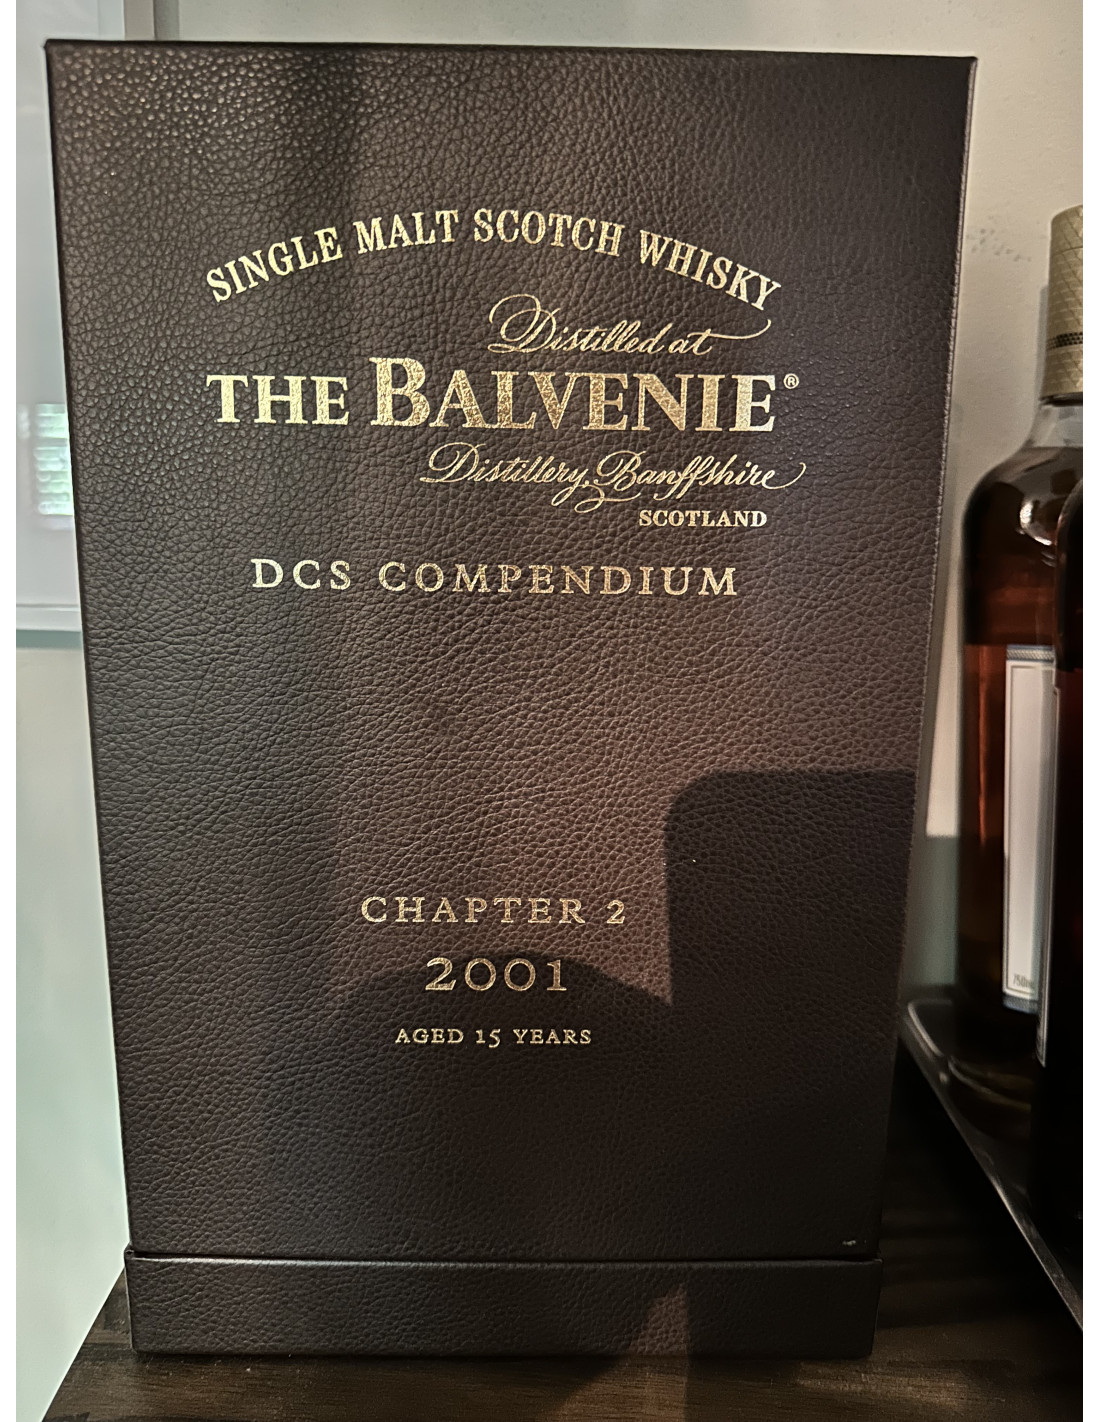 SINGLE MALT SCOTCH WHISKY
Distilled at
THE BALVENIE®
Distillery, Banffshire
SCOTLAND
DCS COMPENDIUM
CHAPTER 2
2001
AGED 15 YEARS